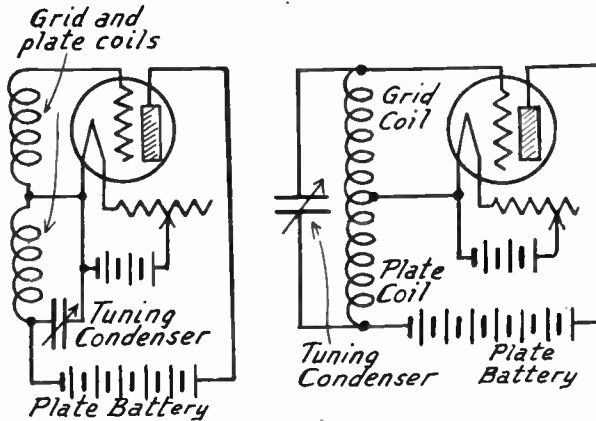 Grid and
plate coils
Tuning
Condenser
Plate Battery
Grid
Coil
Plate
Coil
Tuning
Condenser
Plate
Battery